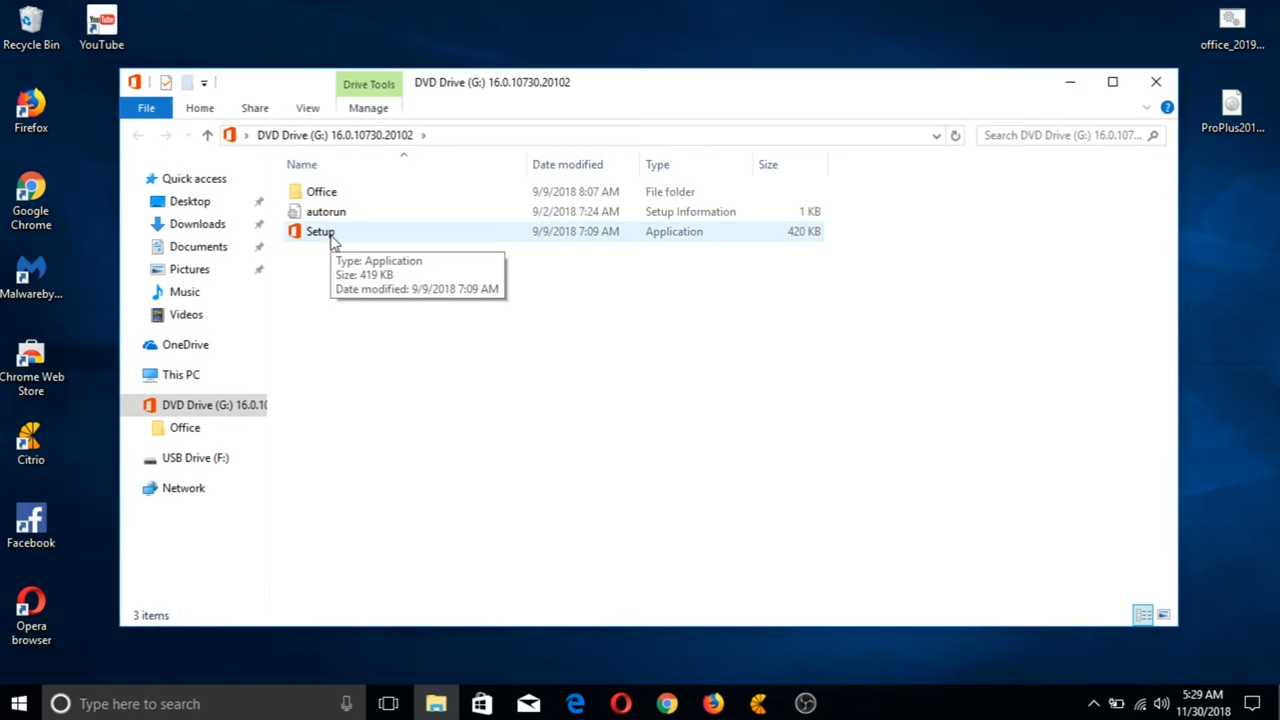 Recycle Bin
YouTube
office_2019...
Drive Tools
DVD Drive (G:) 16.0.10730.20102
File Home Share View Manage
DVD Drive (G:) 16.0.10730.20102
Search DVD Drive (G:) 16.0.107...
Firefox
ProPlus201...
Name Date modified Type Size
Quick access
Desktop
Downloads
Documents
Pictures
Music
Videos
OneDrive
This PC
DVD Drive (G:) 16.0.10
Office
USB Drive (F:)
Network
Office 9/9/2018 8:07 AM File folder
autorun 9/2/2018 7:24 AM Setup Information 1 KB
Setup 9/9/2018 7:09 AM Application 420 KB
Type: Application
Size: 419 KB
Date modified: 9/9/2018 7:09 AM
Google
Chrome
Malwareby...
Chrome Web
Store
Citrio
Facebook
Opera
browser
3 items
Type here to search
5:29 AM
11/30/2018